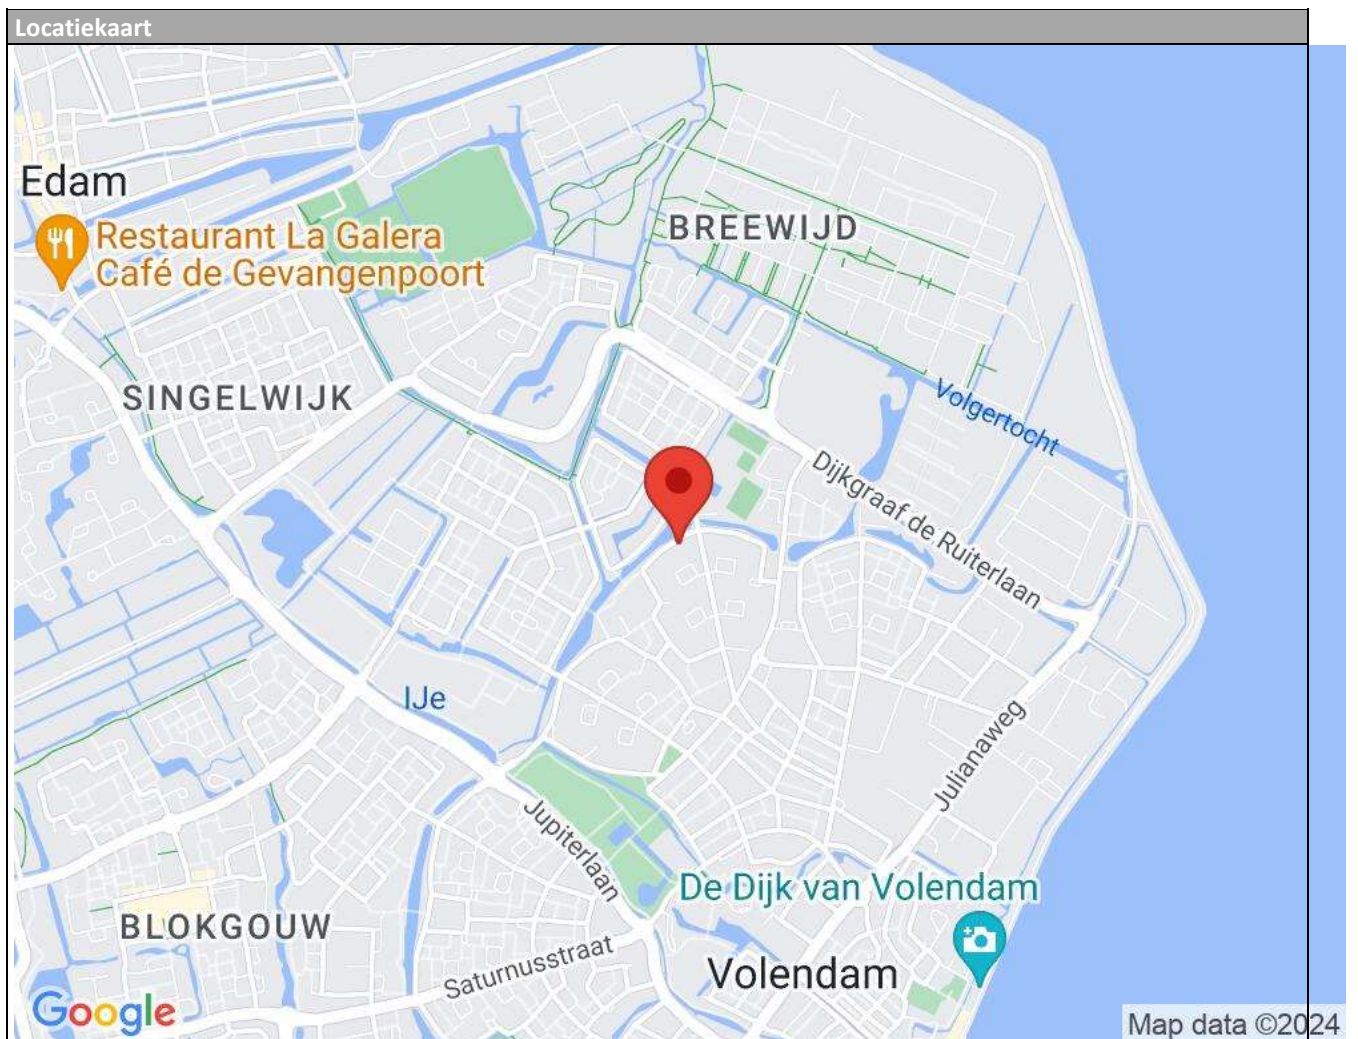 Locatiekaart
Edam
Restaurant La Galera
Café de Gevangenpoort
BREEWIJD
SINGELWIJK
Volgertocht
Dijkgraaf de Ruiterlaan
IJe
Julianaweg
Jupiterlaan
De Dijk van Volendam
BLOKGOUW
Saturnusstraat
Volendam
Google
Map data ©2024